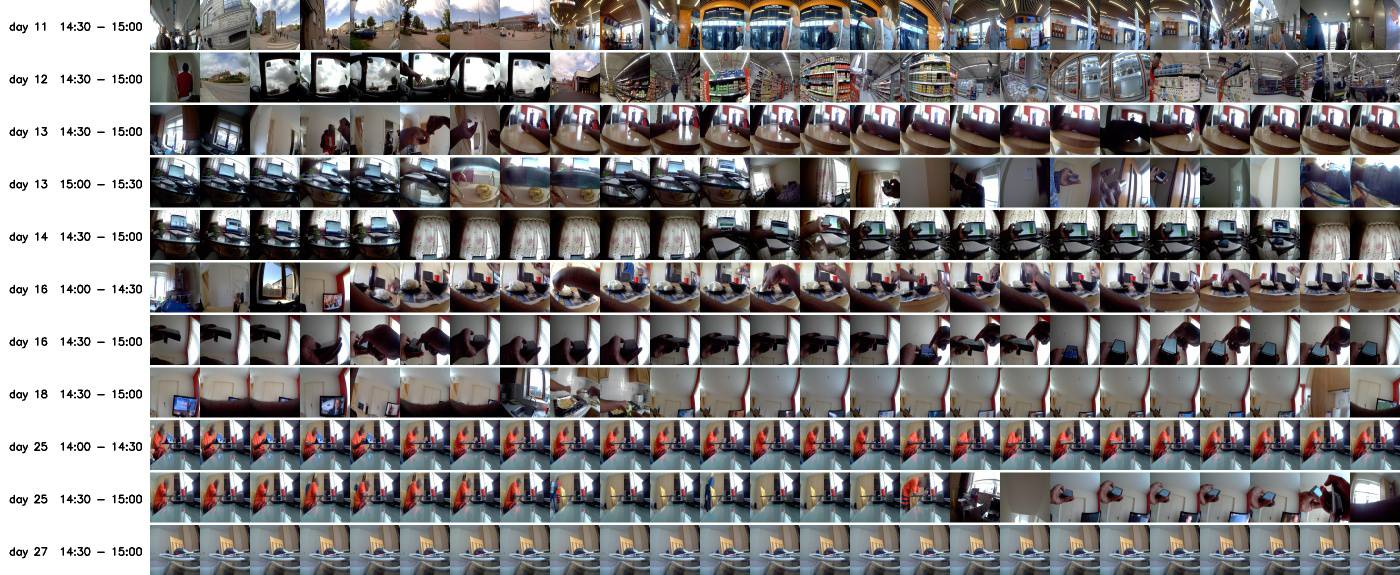 day 11 14:30 – 15:00
day 12 14:30 – 15:00
day 13 14:30 – 15:00
day 13 15:00 – 15:30
day 14 14:30 – 15:00
day 16 14:00 – 14:30
day 16 14:30 – 15:00
day 18 14:30 – 15:00
day 25 14:00 – 14:30
day 25 14:30 – 15:00
day 27 14:30 – 15:00